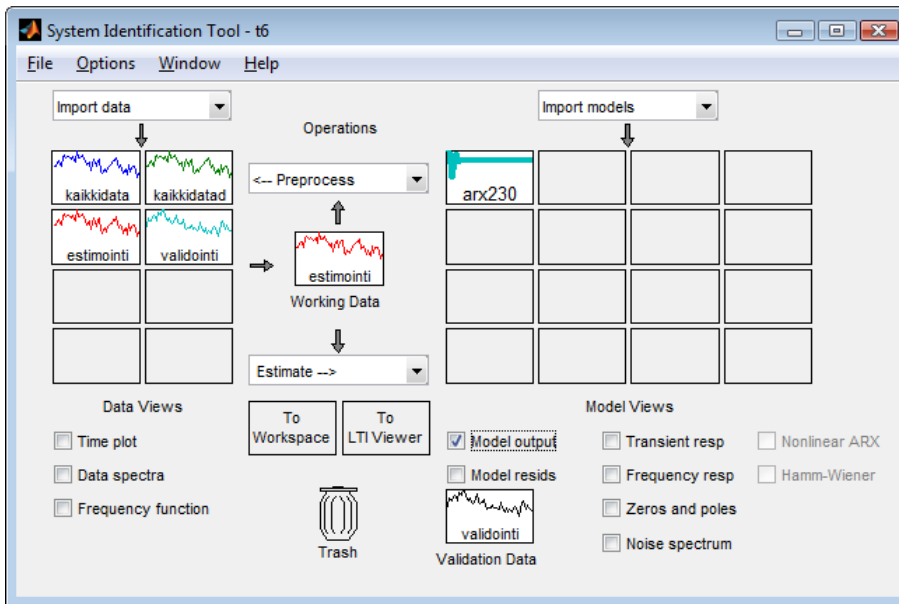 System Identification Tool - t6
File Options Window Help
Import data
Operations
Import models
kaikkidata
kaikkidatad
<-- Preprocess
arx230
estimointi
validointi
estimointi
Working Data
Estimate -->
Data Views
To Workspace
To LTI Viewer
Model Views
Time plot
Data spectra
Frequency function
Model output
Model resids
Transient resp
Frequency resp
Zeros and poles
Noise spectrum
Nonlinear ARX
Hamm-Wiener
Trash
validointi
Validation Data